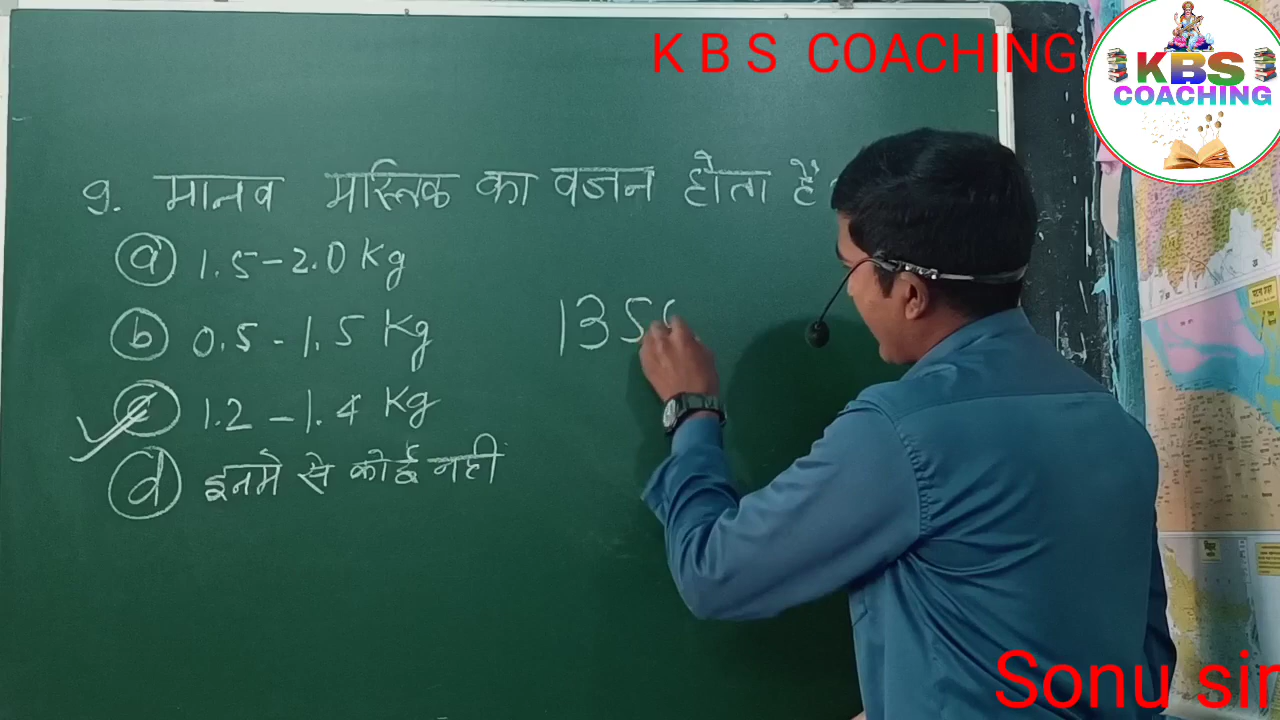 K B S COACHING
KBS
COACHING
9. मानव मस्तिक का वजन होता है
a 1.5-2.0 Kg
b 0.5-1.5 Kg
c 1.2-1.4 Kg
d इनमे से कोई नही
135
Sonu sir